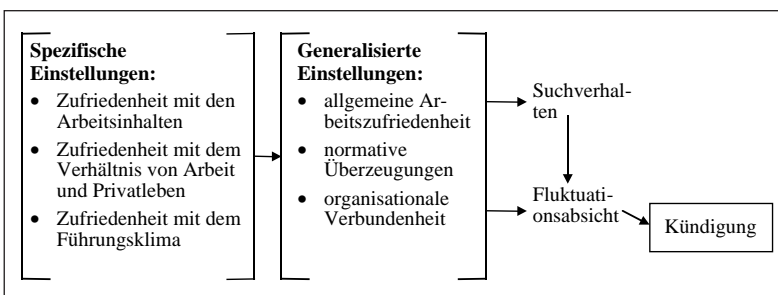 Spezifische
Einstellungen:
• Zufriedenheit mit den
Arbeitsinhalten
• Zufriedenheit mit dem
Verhältnis von Arbeit
und Privatleben
• Zufriedenheit mit dem
Führungsklima
Generalisierte
Einstellungen:
• allgemeine Ar-
beitszufriedenheit
• normative
Überzeugungen
• organisationale
Verbundenheit
Suchverhal-
ten
Fluktuati-
onsabsicht
Kündigung